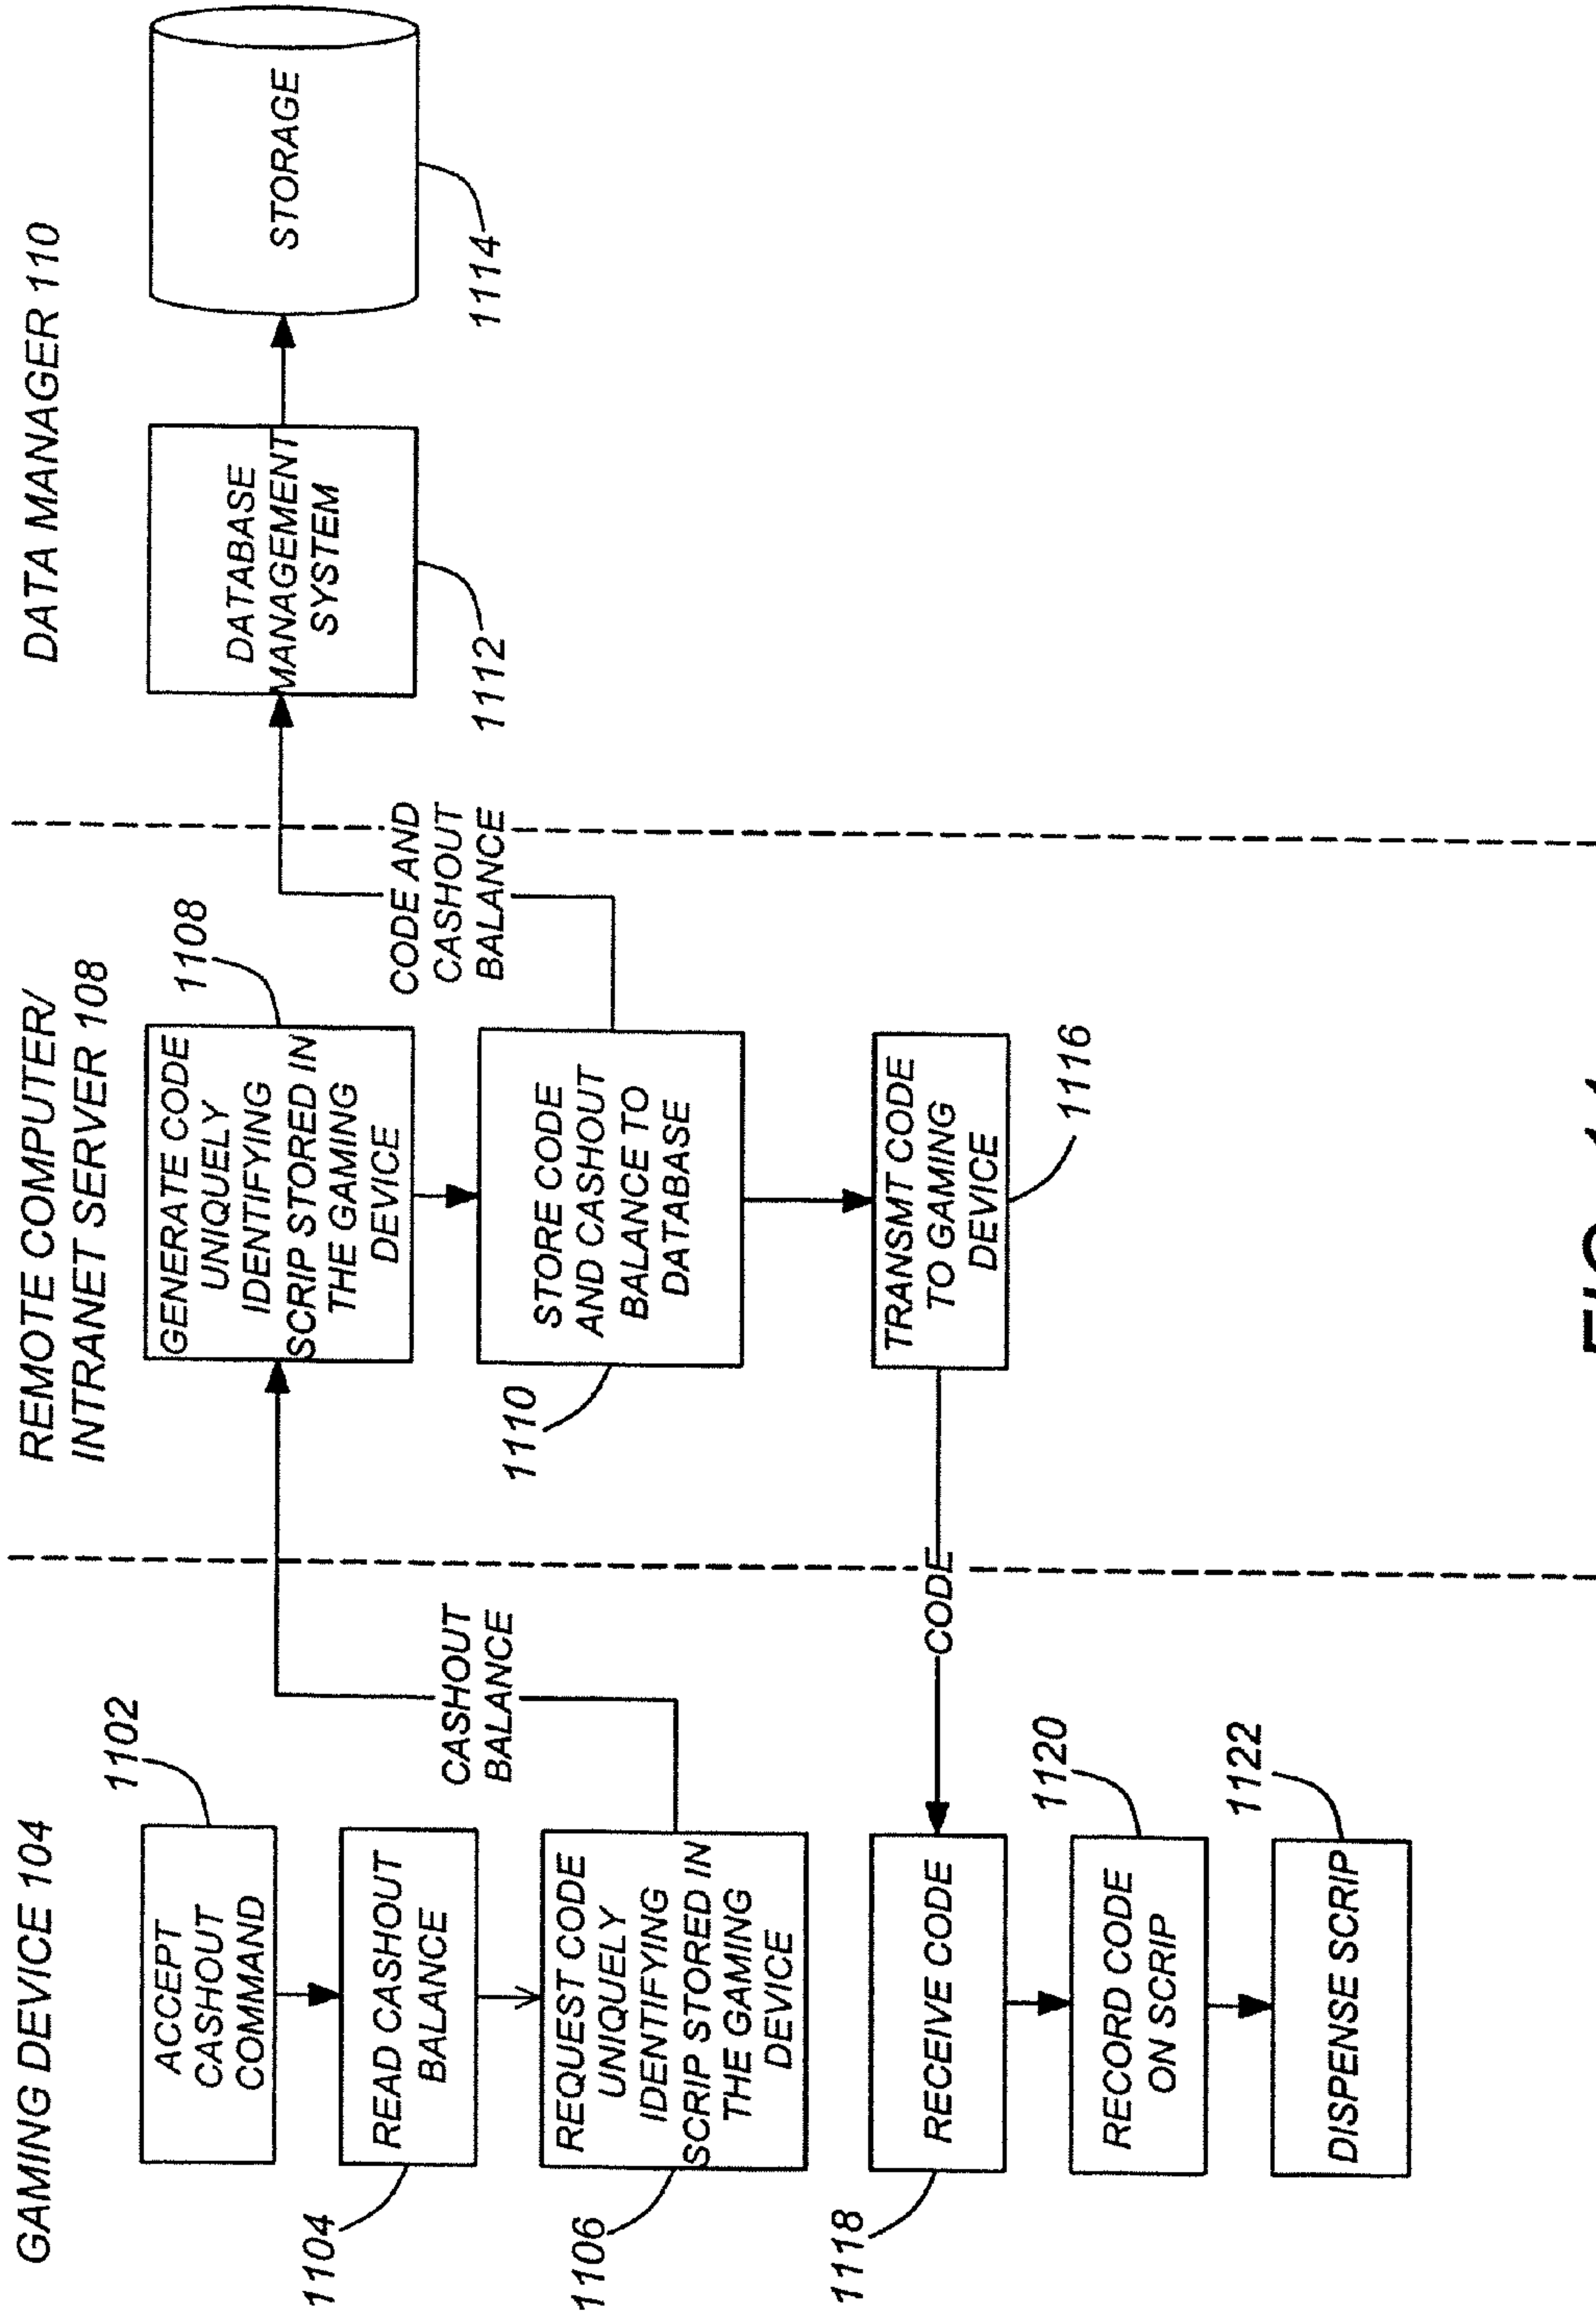 GAMING DEVICE 104
1102
ACCEPT
CASHOUT
COMMAND
READ CASHOUT
BALANCE
1104
REQUEST CODE
UNIQUELY
IDENTIFYING
SCRIP STORED IN
THE GAMING
DEVICE
1106
CASHOUT
BALANCE
RECEIVE CODE
1118
CODE
RECORD CODE
ON SCRIP
1120
DISPENSE SCRIP
1122
REMOTE COMPUTER/
INTRANET SERVER 108
1108
GENERATE CODE
UNIQUELY
IDENTIFYING
SCRIP STORED IN
THE GAMING
DEVICE
STORE CODE
AND CASHOUT
BALANCE TO
DATABASE
1110
CODE AND
CASHOUT
BALANCE
TRANSMT CODE
TO GAMING
DEVICE
1116
DATA MANAGER 110
DATABASE
MANAGEMENT
SYSTEM
1112
STORAGE
1114